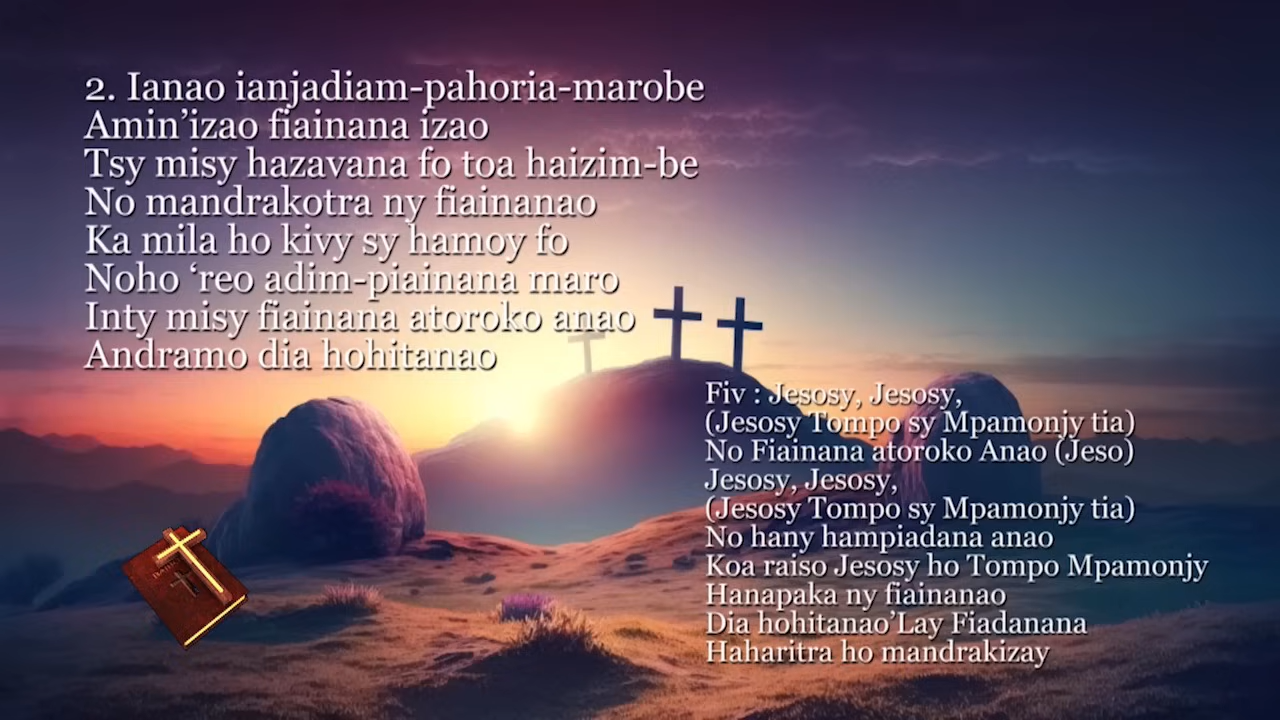 2. Ianao ianjadiam-pahoria-marobe
Amin’izao fiainana izao
Tsy misy hazavana fo toa haizim-be
No mandrakotra ny fiainanao
Ka mila ho kivy sy hamoy fo
Noho ‘reo adim-piainana maro
Inty misy fiainana atoroko anao
Andramo dia hohitanao
Fiv : Jesosy, Jesosy,
(Jesosy Tompo sy Mpamonjy tia)
No Fiainana atoroko Anao (Jeso)
Jesosy, Jesosy,
(Jesosy Tompo sy Mpamonjy tia)
No hany hampiadana anao
Koa raiso Jesosy ho Tompo Mpamonjy
Hanapaka ny fiainanao
Dia hohitanao’Lay Fiadanana
Haharitra ho mandrakizay